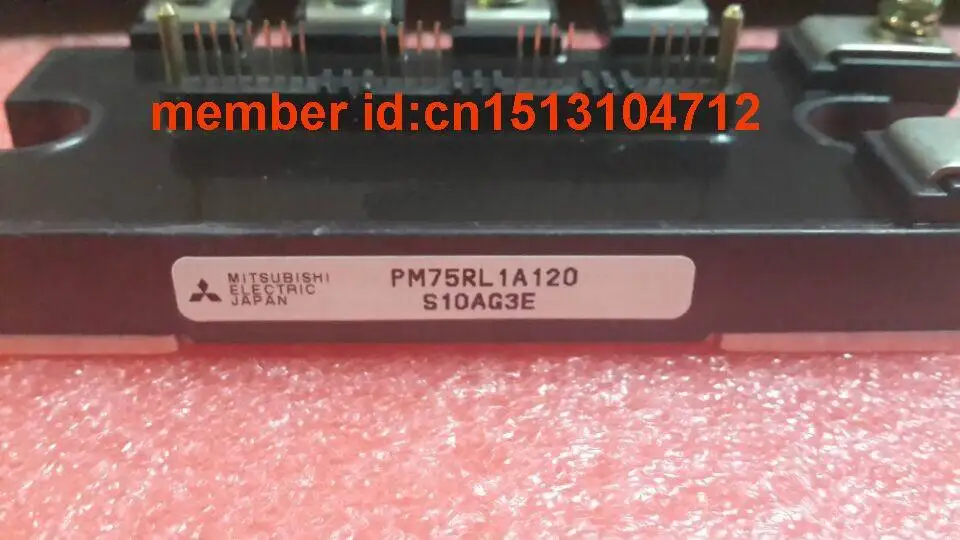 member id:cn1513104712
MITSUBISHI
ELECTRIC
JAPAN
PM75RL1A120
S10AG3E